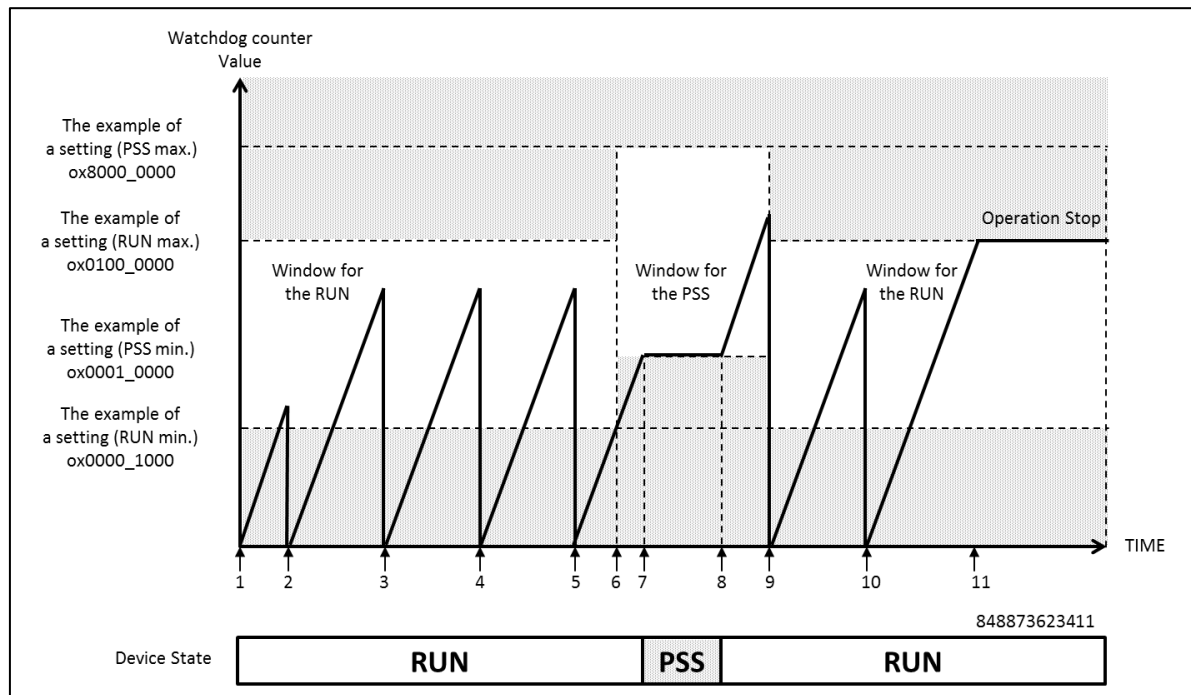 Watchdog counter
Value
The example of
a setting (PSS max.)
ox8000_0000
The example of
a setting (RUN max.)
ox0100_0000
Operation Stop
Window for
the RUN
Window for
the PSS
Window for
the RUN
The example of
a setting (PSS min.)
ox0001_0000
The example of
a setting (RUN min.)
ox0000_1000
TIME
1 2 3 4 5 6 7 8 9 10 11
848873623411
Device State RUN PSS RUN